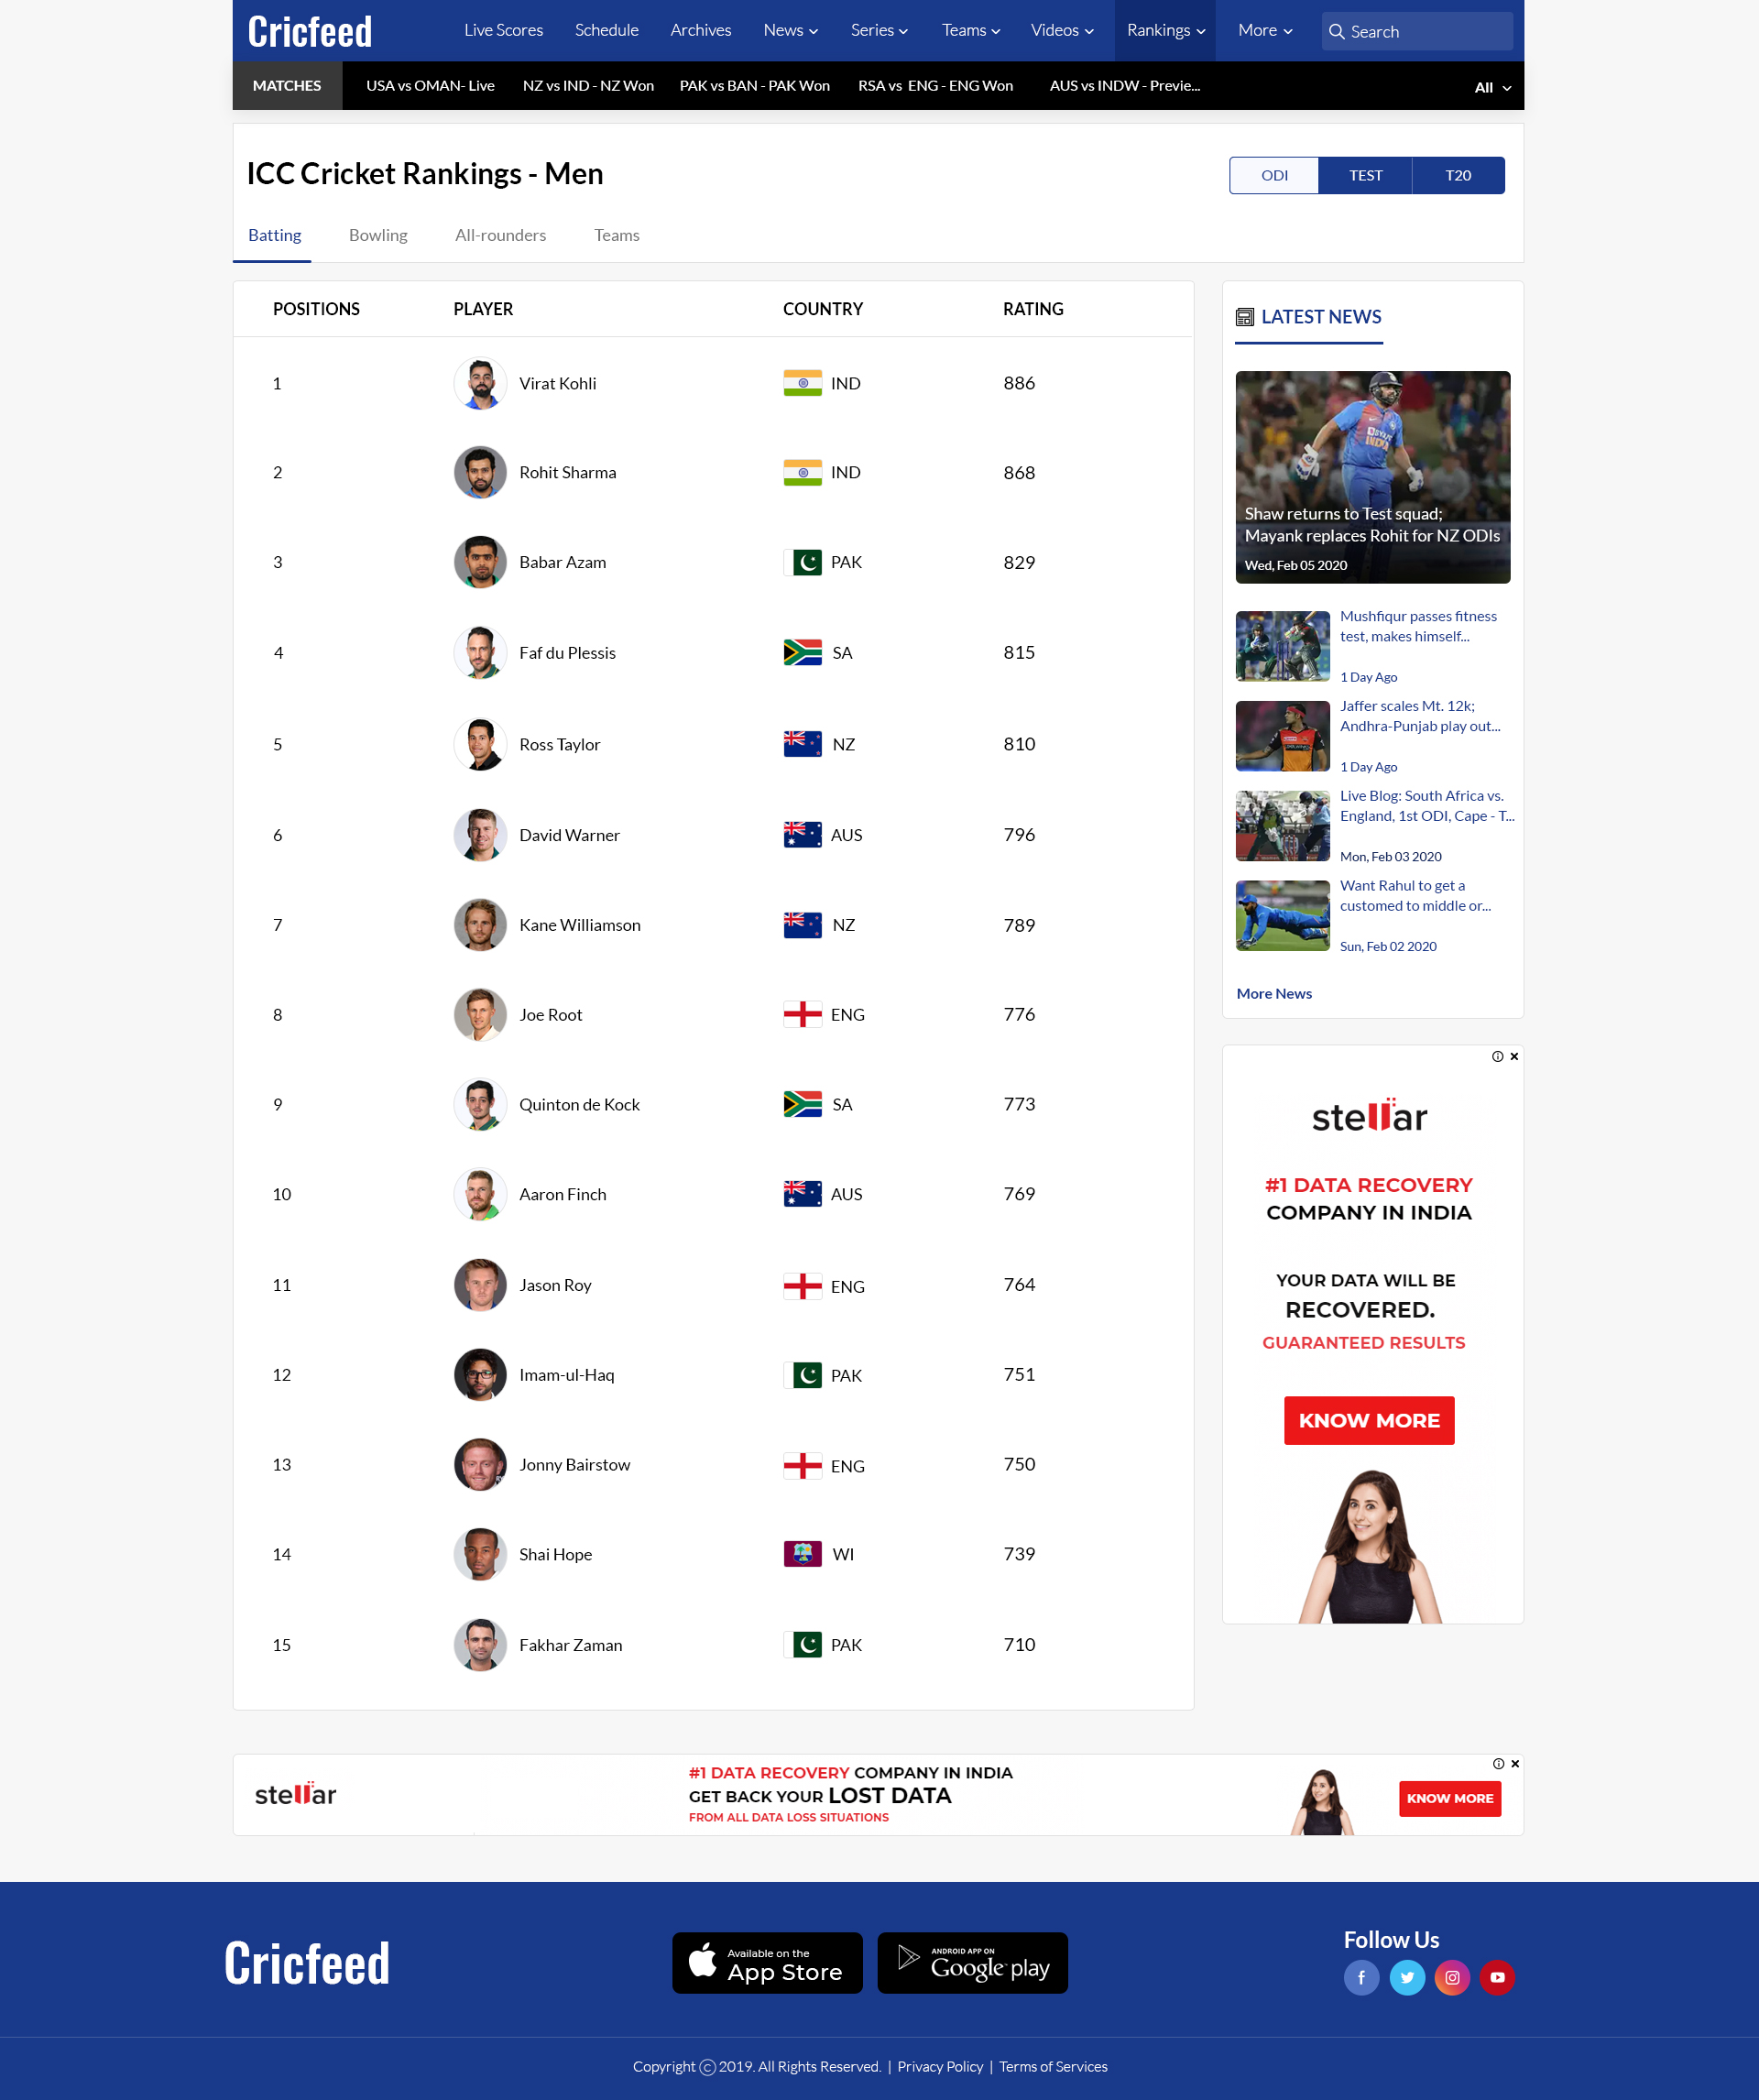 Cricfeed Live Scores Schedule Archives News Series Teams Videos Rankings More Search
MATCHES USA vs OMAN- Live NZ vs IND - NZ Won PAK vs BAN - PAK Won RSA vs ENG - ENG Won AUS vs INDW - Previe... All
ICC Cricket Rankings - Men ODI TEST T20
Batting Bowling All-rounders Teams
POSITIONS PLAYER COUNTRY RATING
1 Virat Kohli IND 886
2 Rohit Sharma IND 868
3 Babar Azam PAK 829
4 Faf du Plessis SA 815
5 Ross Taylor NZ 810
6 David Warner AUS 796
7 Kane Williamson NZ 789
8 Joe Root ENG 776
9 Quinton de Kock SA 773
10 Aaron Finch AUS 769
11 Jason Roy ENG 764
12 Imam-ul-Haq PAK 751
13 Jonny Bairstow ENG 750
14 Shai Hope WI 739
15 Fakhar Zaman PAK 710
LATEST NEWS
INDIA
Shaw returns to Test squad;
Mayank replaces Rohit for NZ ODIs
Wed, Feb 05 2020
Mushfiqur passes fitness
test, makes himself...
1 Day Ago
Jaffer scales Mt. 12k;
Andhra-Punjab play out...
1 Day Ago
Live Blog: South Africa vs.
England, 1st ODI, Cape - T...
Mon, Feb 03 2020
Want Rahul to get a
customed to middle or...
Sun, Feb 02 2020
More News
stellar
#1 DATA RECOVERY
COMPANY IN INDIA
YOUR DATA WILL BE
RECOVERED.
GUARANTEED RESULTS
KNOW MORE
stellar
#1 DATA RECOVERY COMPANY IN INDIA
GET BACK YOUR LOST DATA
FROM ALL DATA LOSS SITUATIONS
KNOW MORE
Cricfeed
Available on the
App Store
ANDROID APP ON
Google play
Follow Us
Copyright ⓒ 2019. All Rights Reserved. | Privacy Policy | Terms of Services